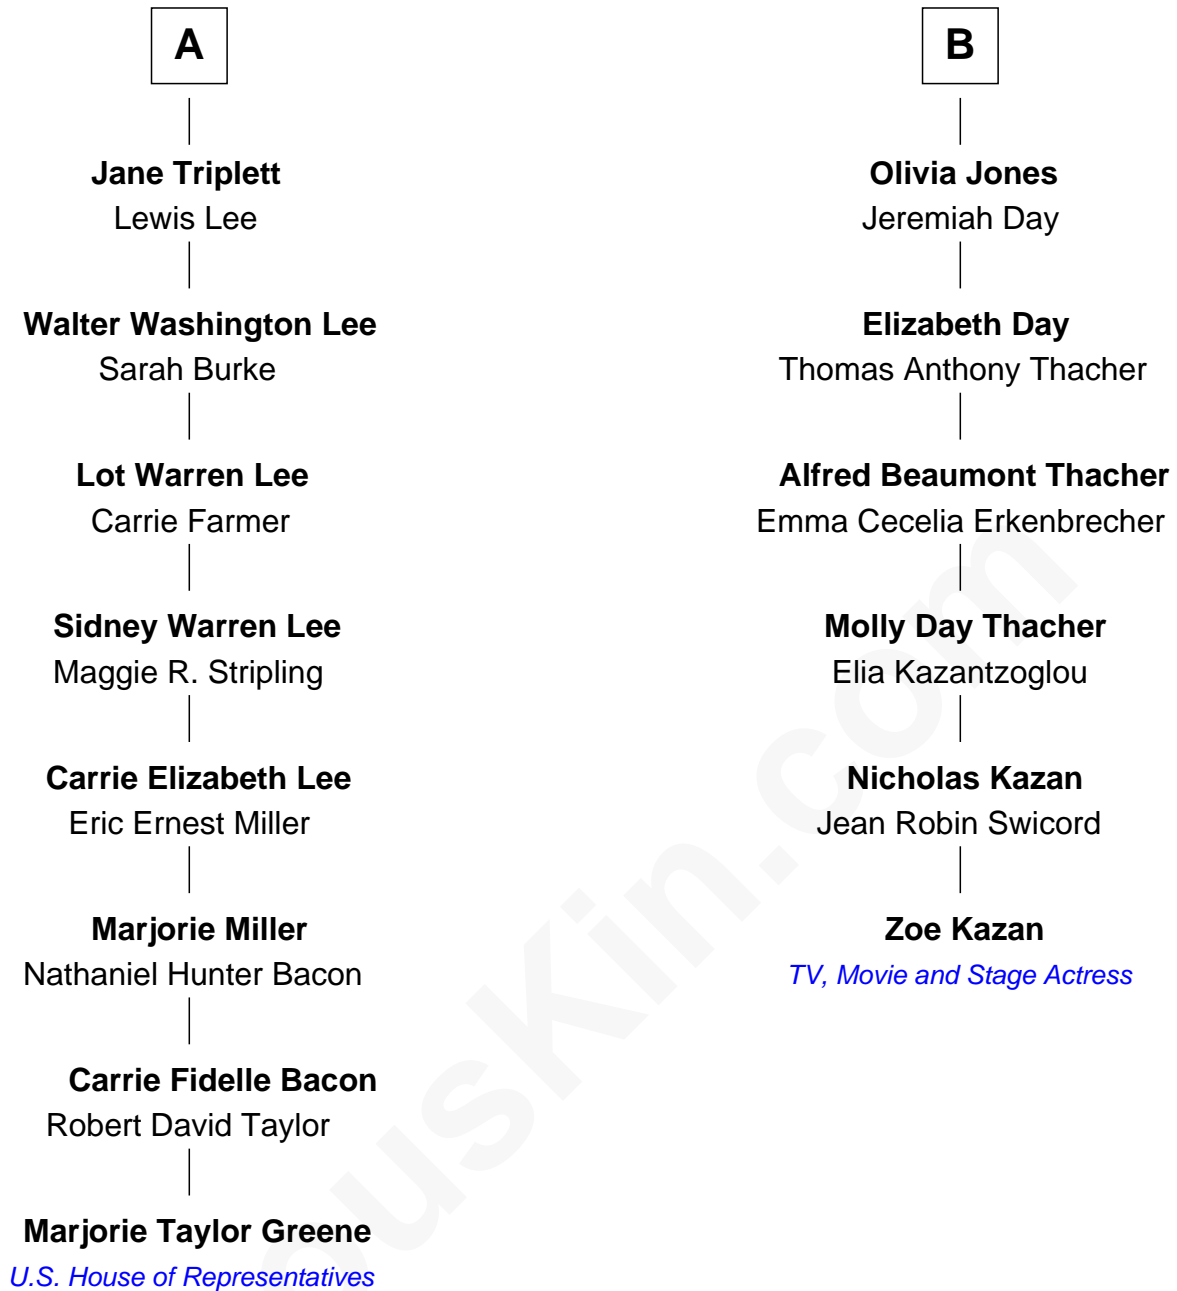 A
Jane Triplett
Lewis Lee
Walter Washington Lee
Sarah Burke
Lot Warren Lee
Carrie Farmer
Sidney Warren Lee
Maggie R. Stripling
Carrie Elizabeth Lee
Eric Ernest Miller
Marjorie Miller
Nathaniel Hunter Bacon
Carrie Fidelle Bacon
Robert David Taylor
Marjorie Taylor Greene
U.S. House of Representatives
B
Olivia Jones
Jeremiah Day
Elizabeth Day
Thomas Anthony Thacher
Alfred Beaumont Thacher
Emma Cecelia Erkenbrecher
Molly Day Thacher
Elia Kazantzoglou
Nicholas Kazan
Jean Robin Swicord
Zoe Kazan
TV, Movie and Stage Actress
ousKin.com